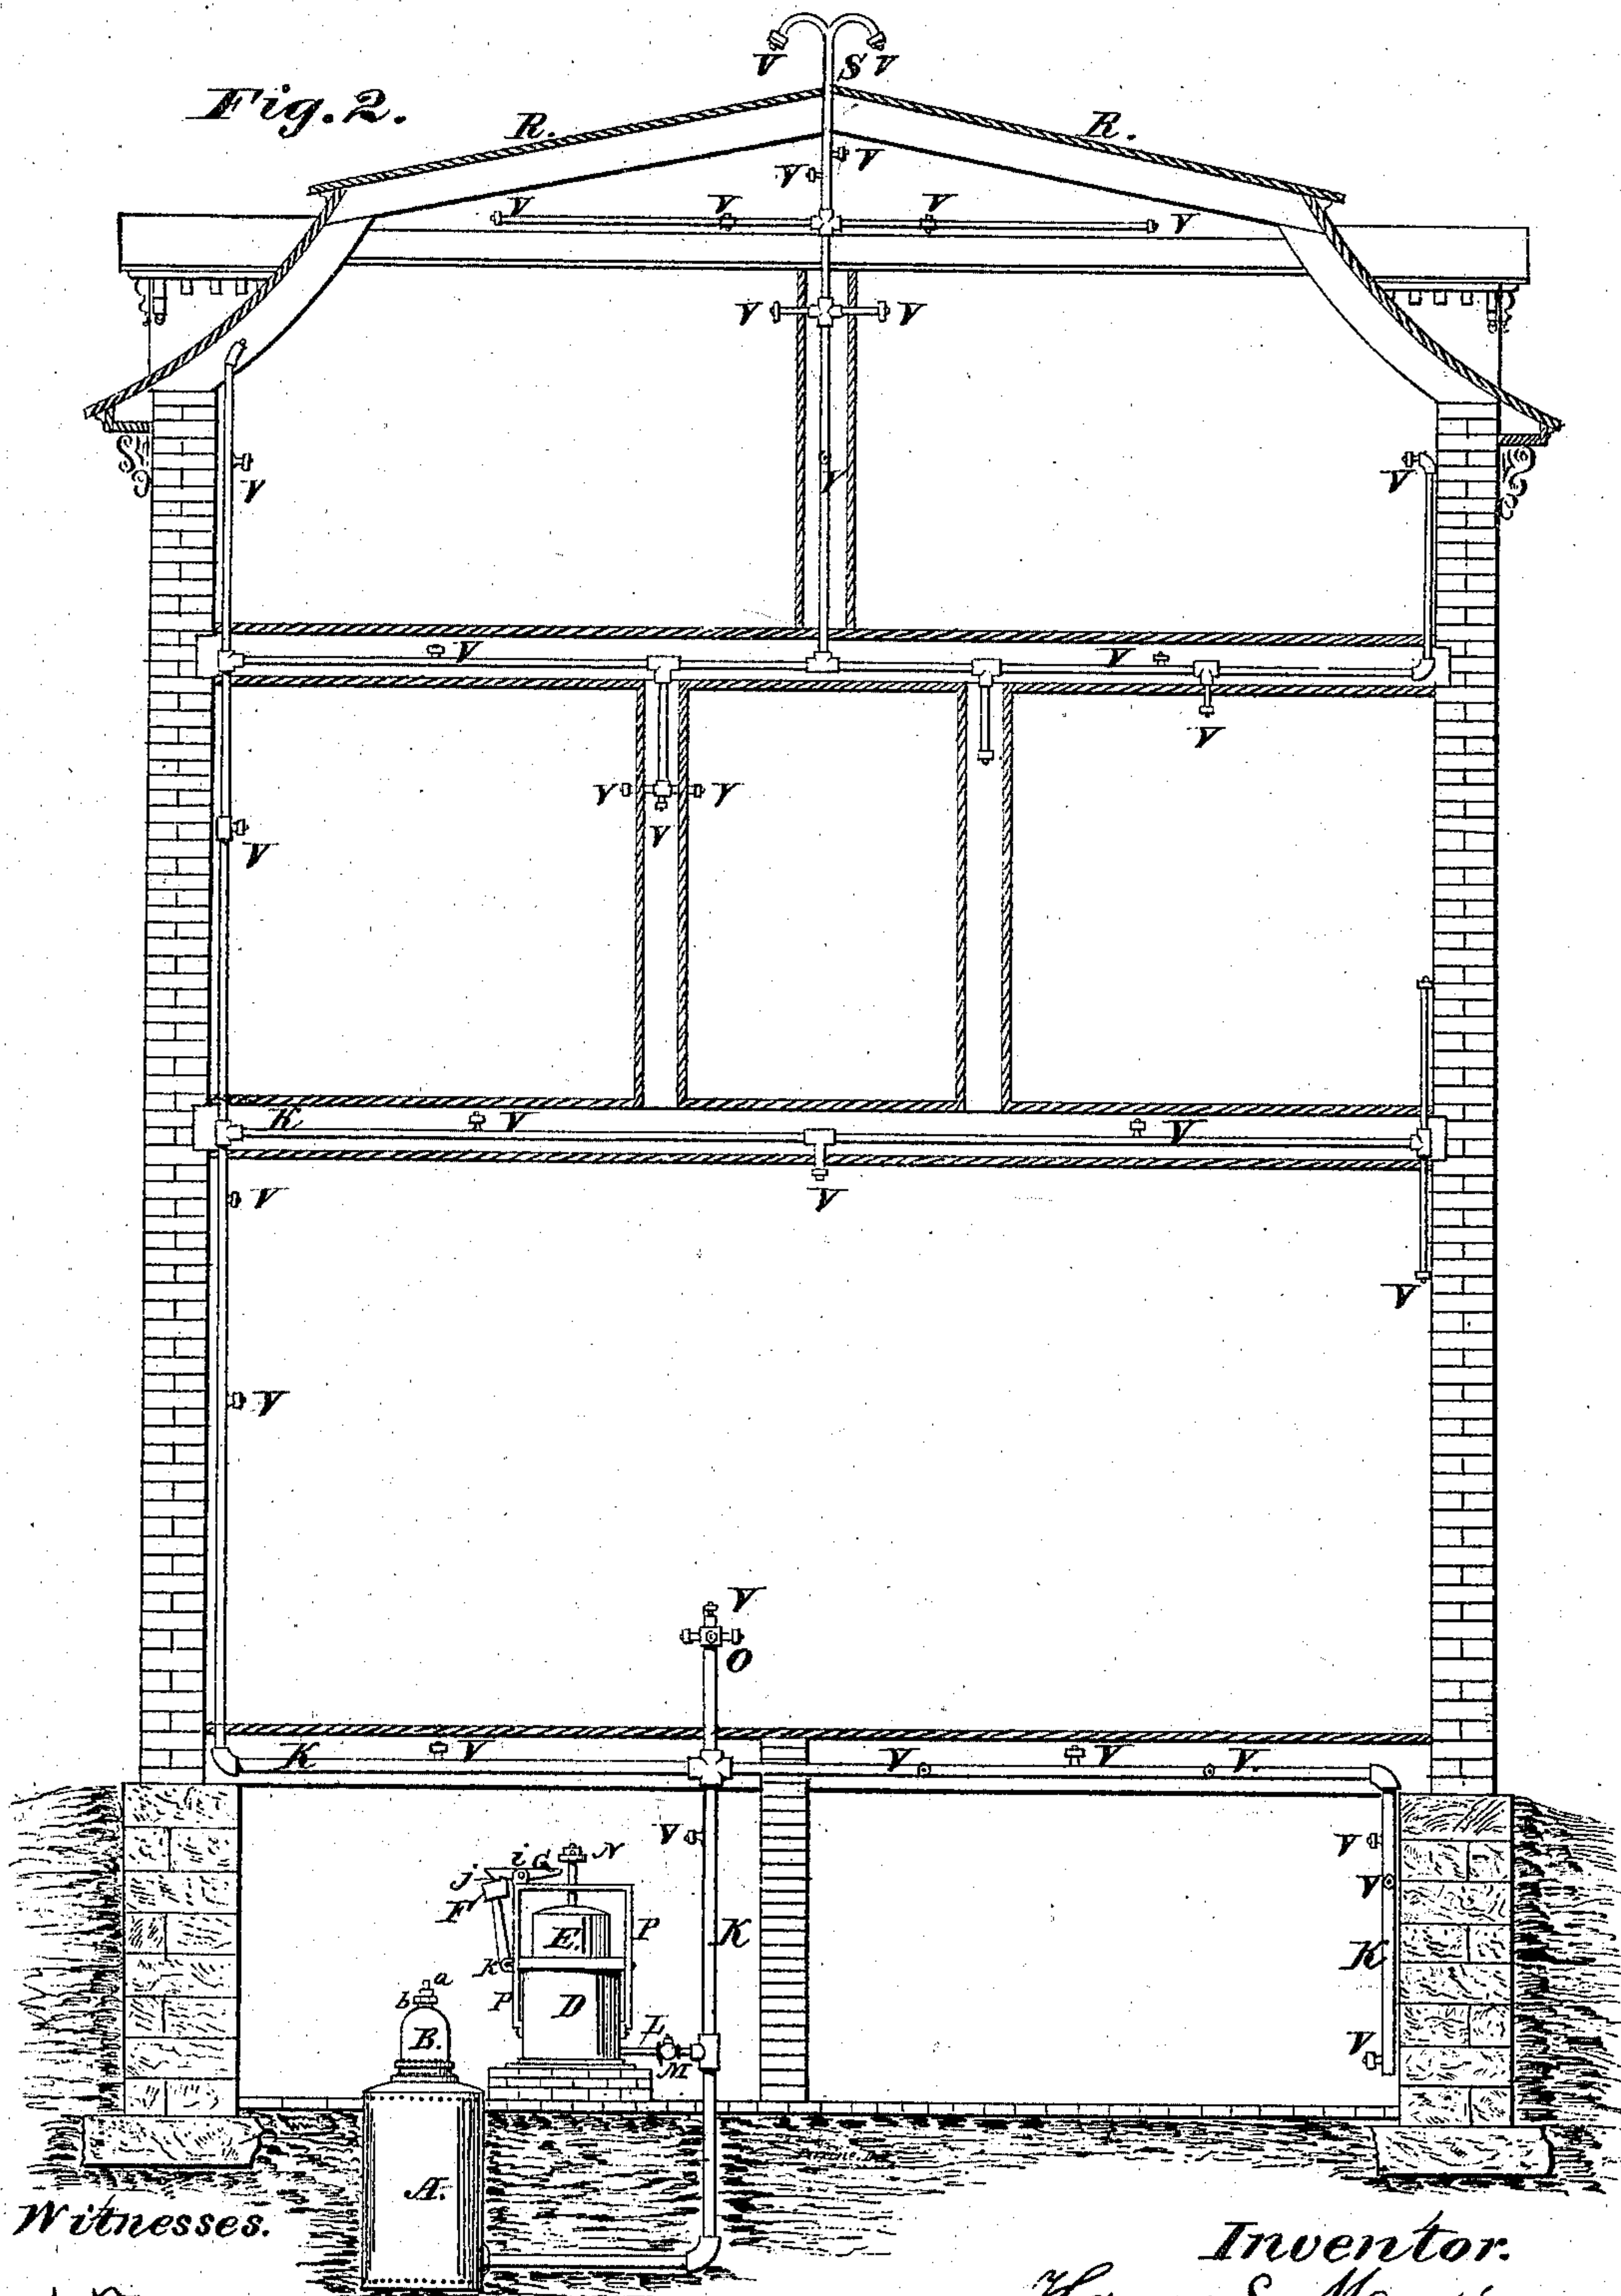 V S V
Fig. 2.
R. R.
V
V
V V V V
V V
V
V V
V V
V
V V
V
V
K V V
V V
V
V
V
O
K V V V V.
V V
j i G N
F V
E. P K
K
k a
b P D
B. L
M V
A.
Witnesses.
Inventor.